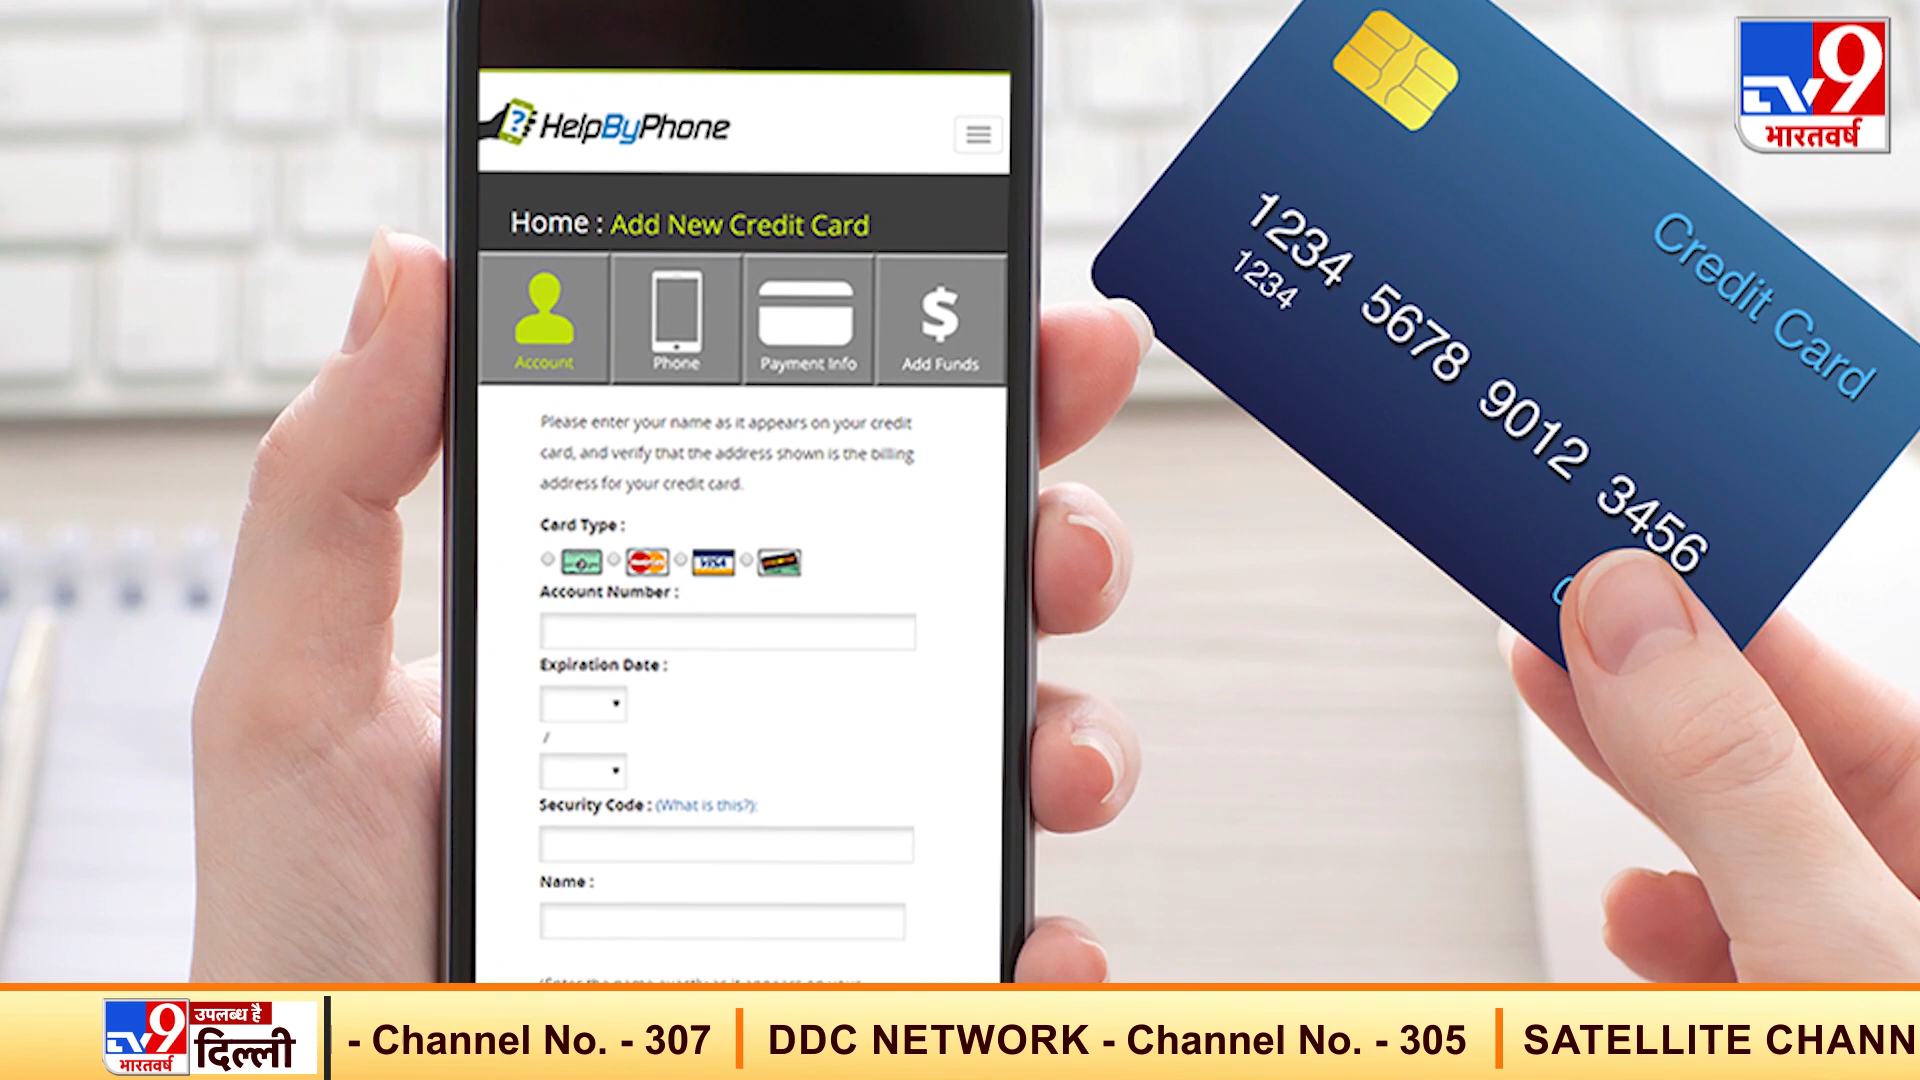 HelpByPhone
Home : Add New Credit Card
Account
Phone
Payment Info
Add Funds
Please enter your name as it appears on your credit
card, and verify that the address shown is the billing
address for your credit card.
Card Type :
VISA
Account Number :
Expiration Date :
/
Security Code : (What is this?):
Name :
Credit Card
1234 5678 9012 3456
1234
TV9
भारतवर्ष
TV9
भारतवर्ष
उपलब्ध है
दिल्ली
- Channel No. - 307 | DDC NETWORK - Channel No. - 305 | SATELLITE CHANN